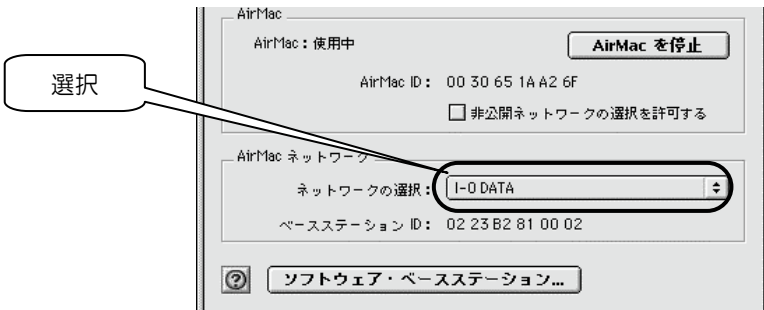 AirMac
AirMac：使用中
AirMac を停止
選択
AirMac ID： 00 30 65 1A A2 6F
非公開ネットワークの選択を許可する
AirMac ネットワーク
ネットワークの選択： I-O DATA
ベースステーション ID： 02 23 B2 81 00 02
? ソフトウェア・ベースステーション...